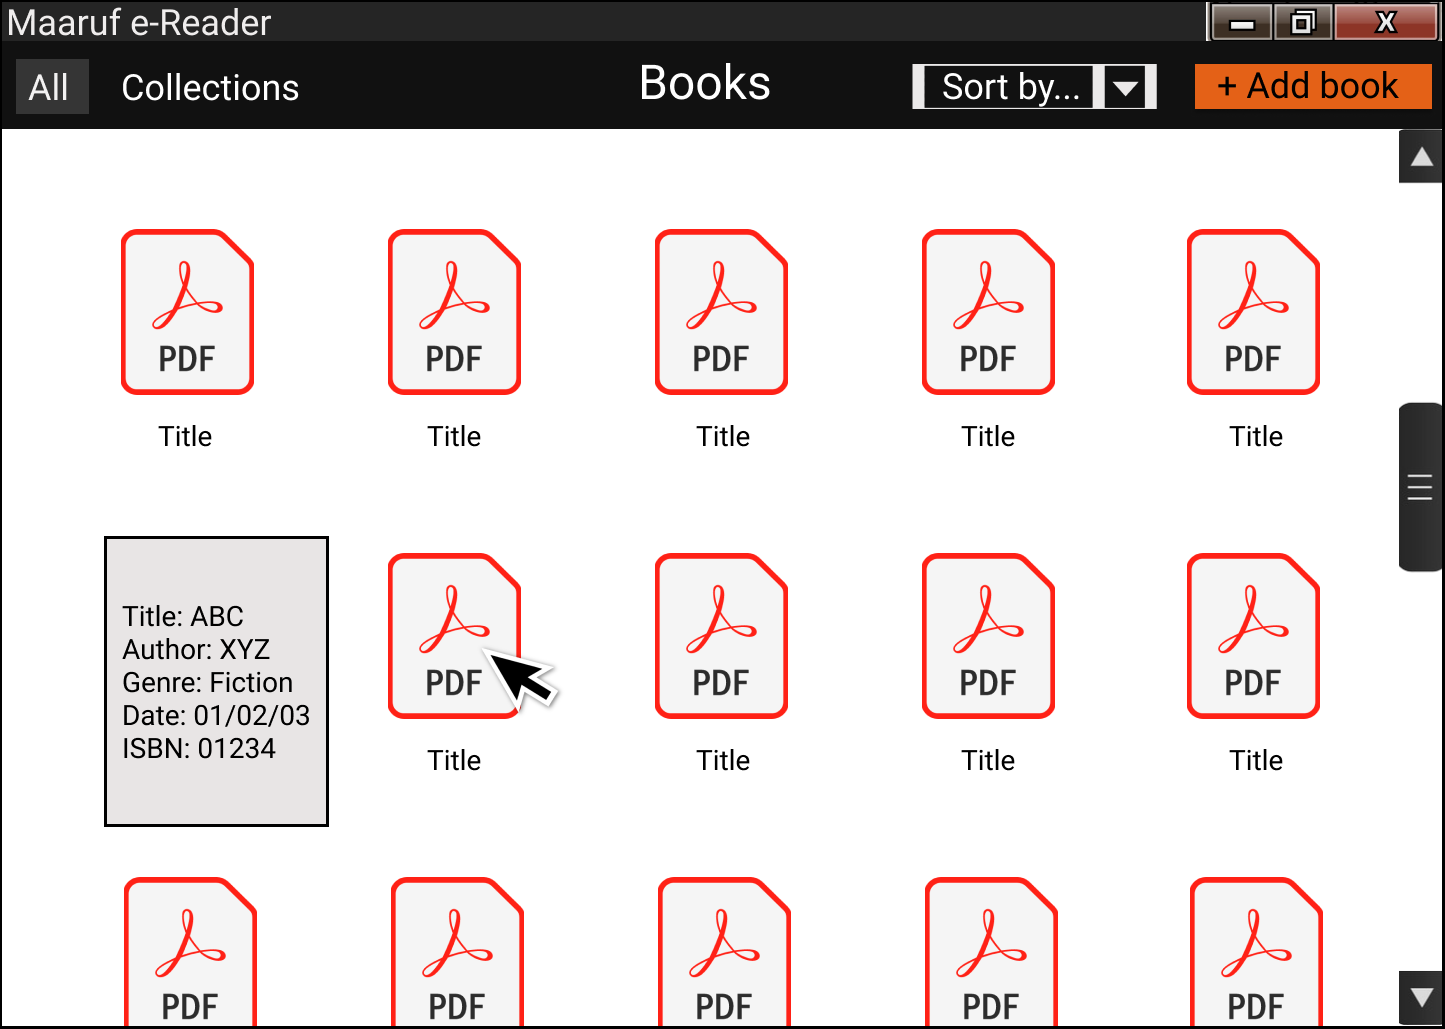 Maaruf e-Reader
X
All Collections Books Sort by... + Add book
PDF PDF PDF PDF PDF
Title Title Title Title Title
Title: ABC
Author: XYZ
Genre: Fiction
Date: 01/02/03
ISBN: 01234
PDF PDF PDF PDF
Title Title Title Title
PDF PDF PDF PDF PDF